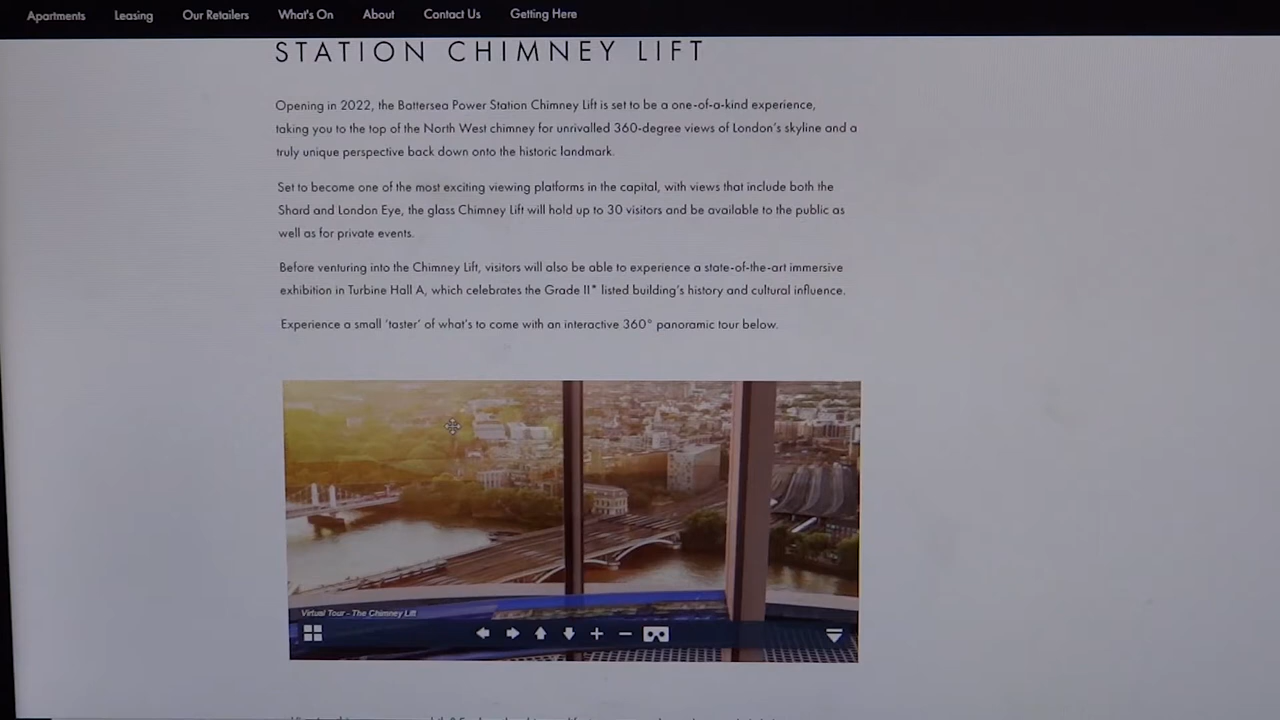 Apartments Leasing Our Retailers What's On About Contact Us Getting Here
STATION CHIMNEY LIFT
Opening in 2022, the Battersea Power Station Chimney Lift is set to be a one-of-a-kind experience,
taking you to the top of the North West chimney for unrivalled 360-degree views of London's skyline and a
truly unique perspective back down onto the historic landmark.
Set to become one of the most exciting viewing platforms in the capital, with views that include both the
Shard and London Eye, the glass Chimney Lift will hold up to 30 visitors and be available to the public as
well as for private events.
Before venturing into the Chimney Lift, visitors will also be able to experience a state-of-the-art immersive
exhibition in Turbine Hall A, which celebrates the Grade II* listed building's history and cultural influence.
Experience a small 'taster' of what's to come with an interactive 360° panoramic tour below.
Virtual Tour - The Chimney Lift